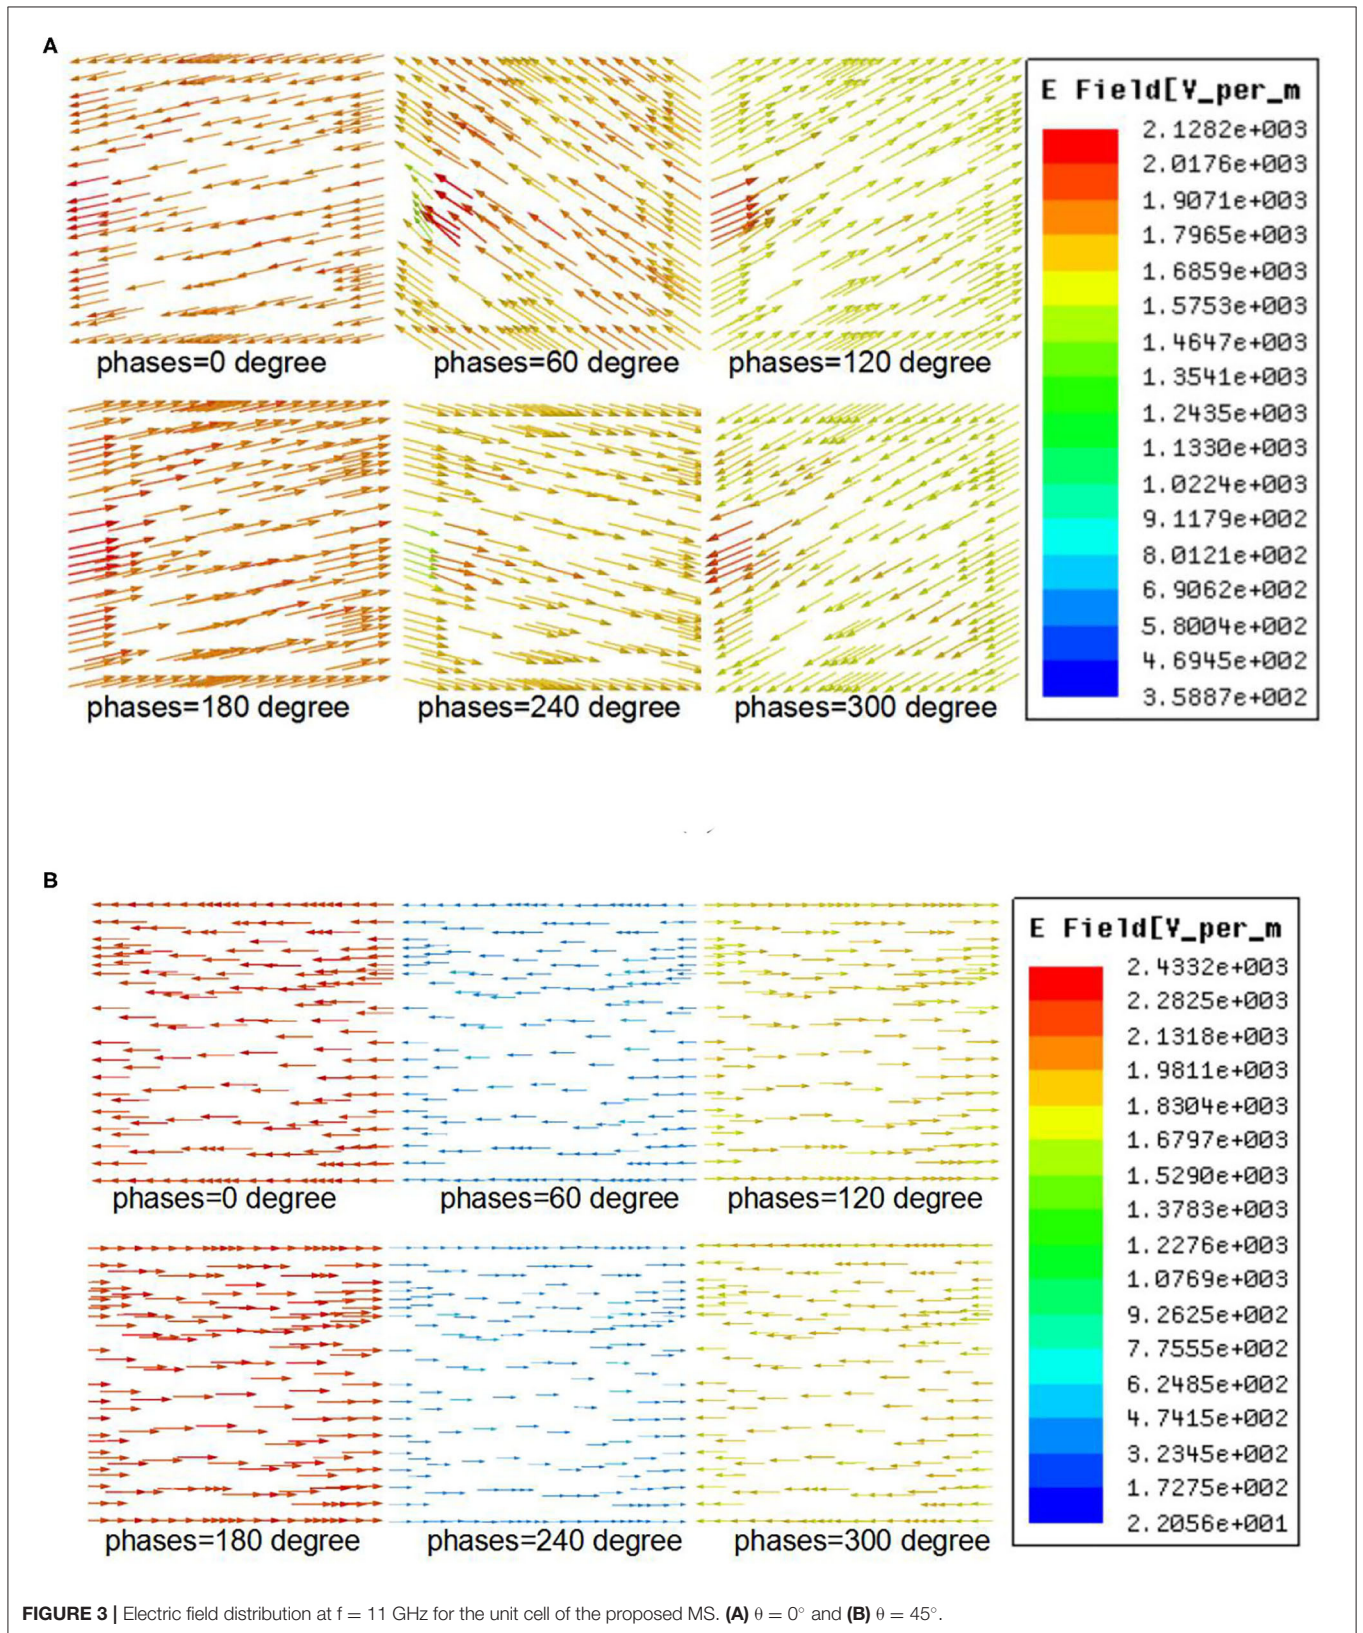 A
E Field[V_per_m
2.1282e+003
2.0176e+003
1.9071e+003
1.7965e+003
1.6859e+003
1.5753e+003
1.4647e+003
1.3541e+003
1.2435e+003
1.1330e+003
1.0224e+003
9.1179e+002
8.0121e+002
6.9062e+002
5.8004e+002
4.6945e+002
3.5887e+002
phases=0 degree
phases=60 degree
phases=120 degree
phases=180 degree
phases=240 degree
phases=300 degree
B
E Field[V_per_m
2.4332e+003
2.2825e+003
2.1318e+003
1.9811e+003
1.8304e+003
1.6797e+003
1.5290e+003
1.3783e+003
1.2276e+003
1.0769e+003
9.2625e+002
7.7555e+002
6.2485e+002
4.7415e+002
3.2345e+002
1.7275e+002
2.2056e+001
phases=0 degree
phases=60 degree
phases=120 degree
phases=180 degree
phases=240 degree
phases=300 degree
FIGURE 3 | Electric field distribution at f = 11 GHz for the unit cell of the proposed MS. (A) θ = 0° and (B) θ = 45°.